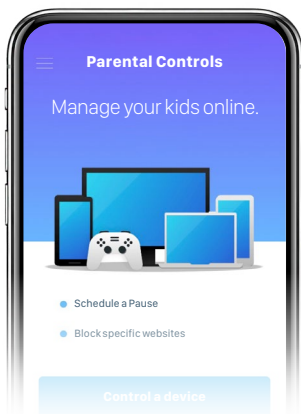 Parental Controls
Manage your kids online.
Schedule a Pause
Block specific websites
Control a device